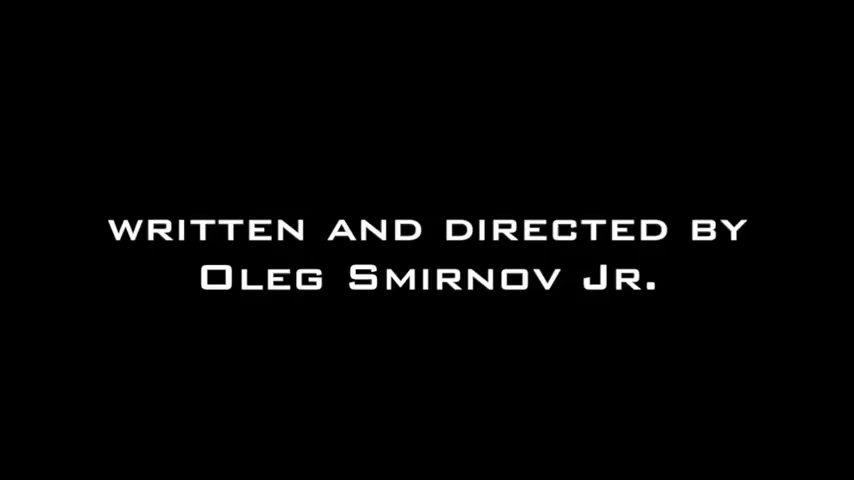 WRITTEN AND DIRECTED BY
OLEG SMIRNOV JR.